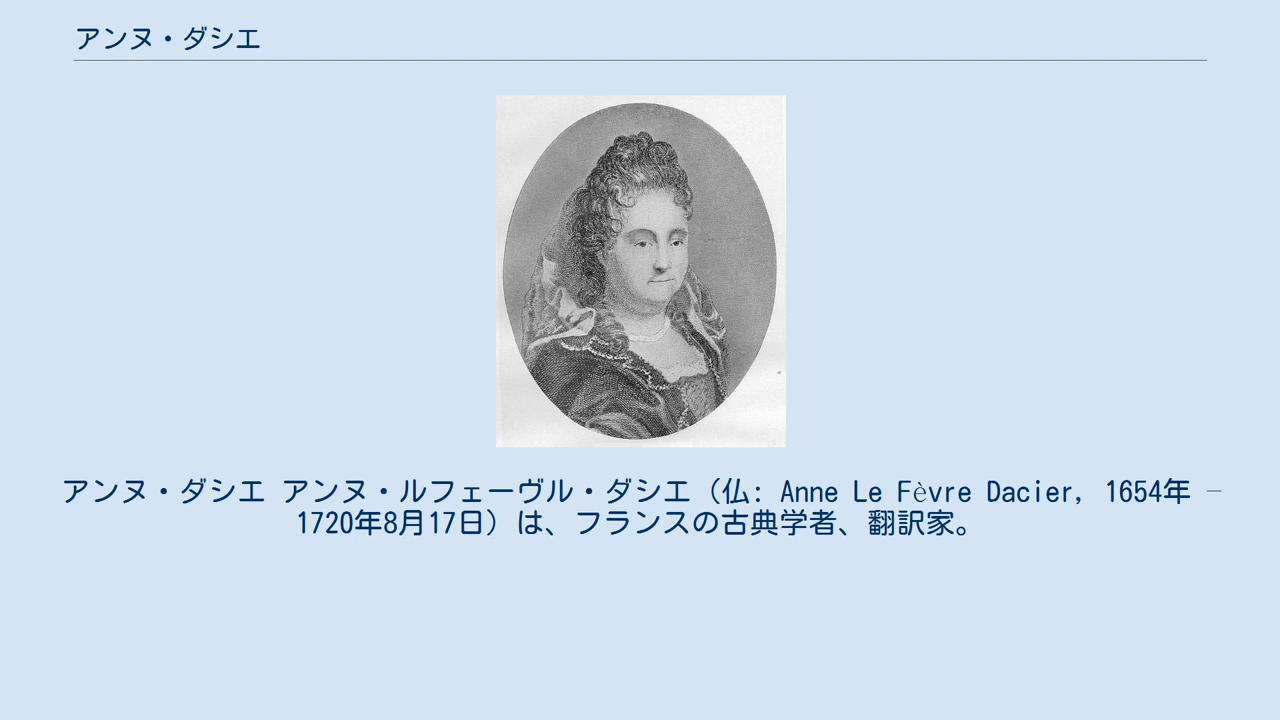 アンヌ・ダシエ
アンヌ・ダシエ アンヌ・ルフェーヴル・ダシエ（仏: Anne Le Fèvre Dacier, 1654年 –
1720年8月17日）は、フランスの古典学者、翻訳家。